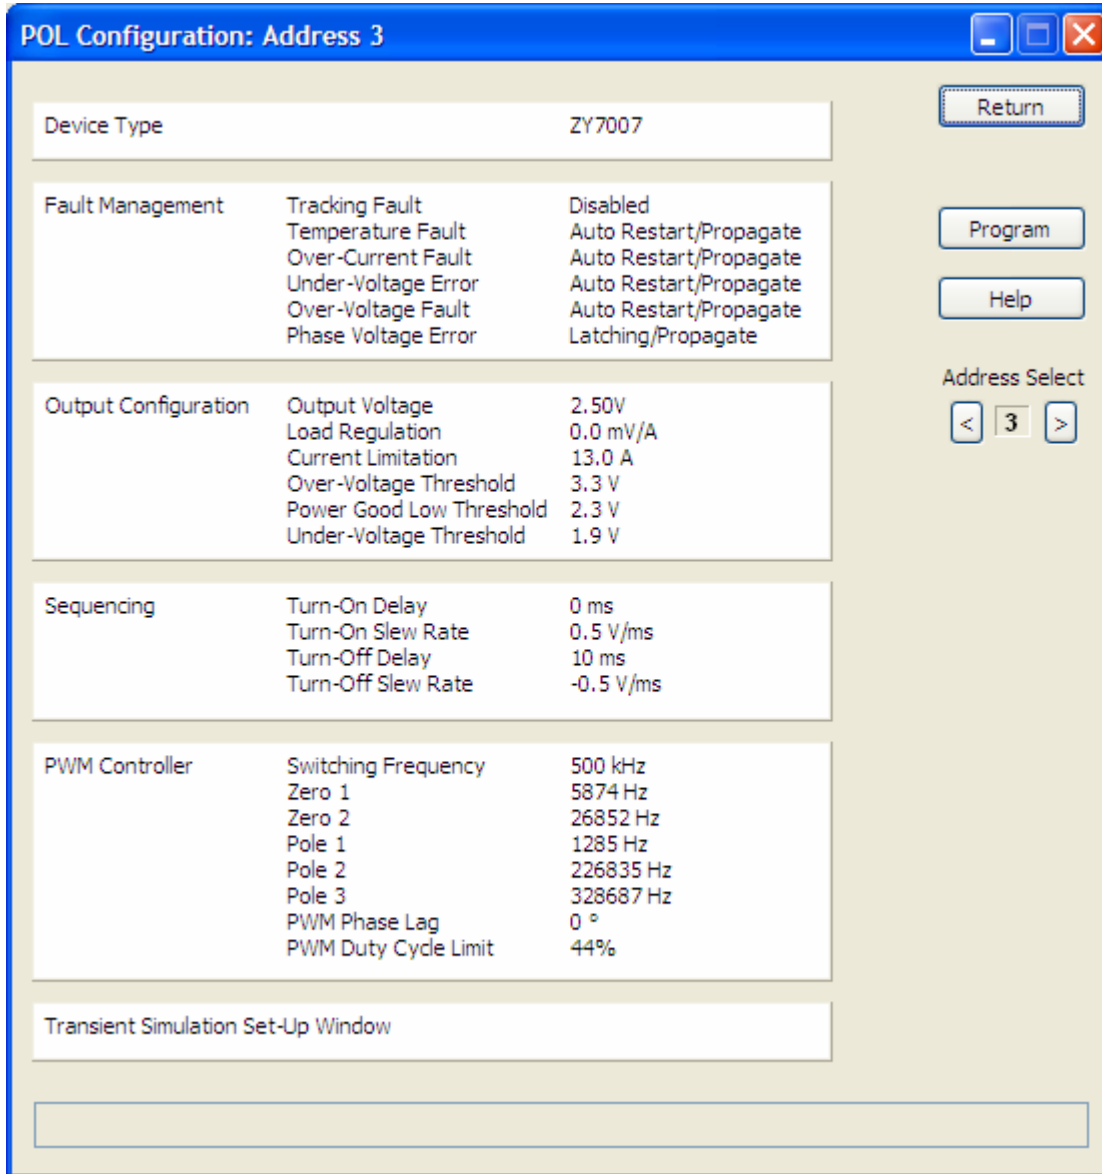 POL Configuration: Address 3
Return
Device Type ZY7007
Fault Management Tracking Fault Disabled
Temperature Fault Auto Restart/Propagate
Over-Current Fault Auto Restart/Propagate
Under-Voltage Error Auto Restart/Propagate
Over-Voltage Fault Auto Restart/Propagate
Phase Voltage Error Latching/Propagate
Program
Help
Address Select
< 3 >
Output Configuration Output Voltage 2.50V
Load Regulation 0.0 mV/A
Current Limitation 13.0 A
Over-Voltage Threshold 3.3 V
Power Good Low Threshold 2.3 V
Under-Voltage Threshold 1.9 V
Sequencing Turn-On Delay 0 ms
Turn-On Slew Rate 0.5 V/ms
Turn-Off Delay 10 ms
Turn-Off Slew Rate -0.5 V/ms
PWM Controller Switching Frequency 500 kHz
Zero 1 5874 Hz
Zero 2 26852 Hz
Pole 1 1285 Hz
Pole 2 226835 Hz
Pole 3 328687 Hz
PWM Phase Lag 0 °
PWM Duty Cycle Limit 44%
Transient Simulation Set-Up Window